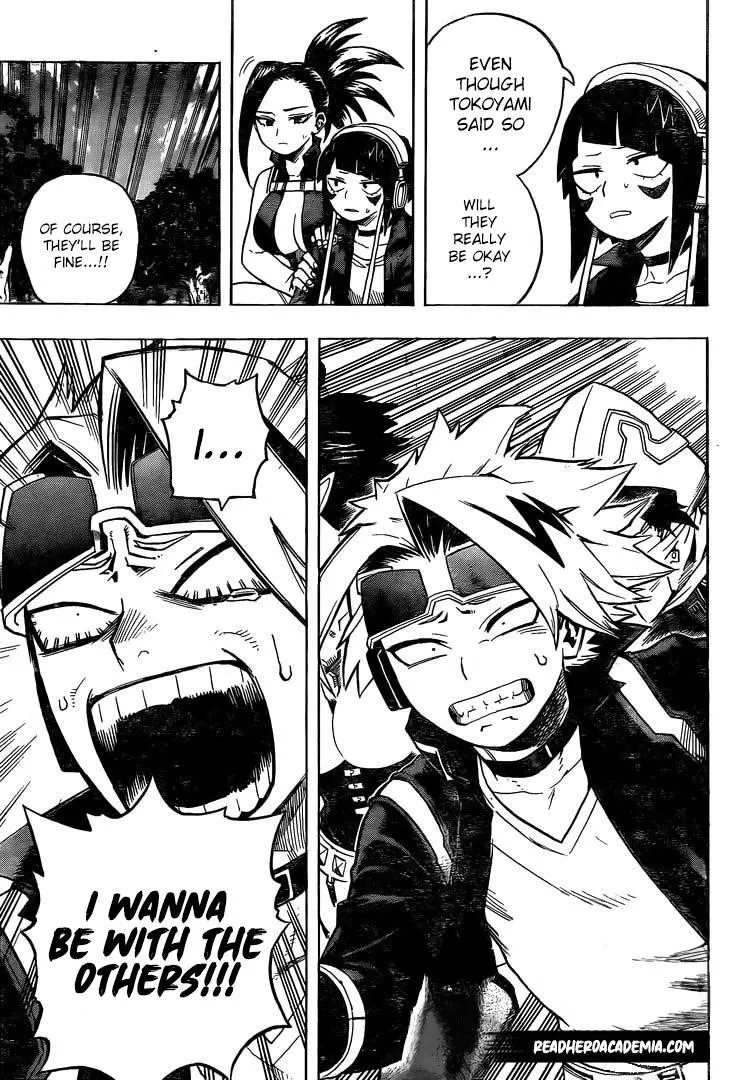 EVEN
THOUGH
TOKOYAMI
SAID SO
...
WILL
THEY
REALLY
BE OKAY
...?
OF COURSE,
THEY'LL BE
FINE...!!
I...
I WANNA
BE WITH THE
OTHERS!!!
READHEROACADEMIA.COM